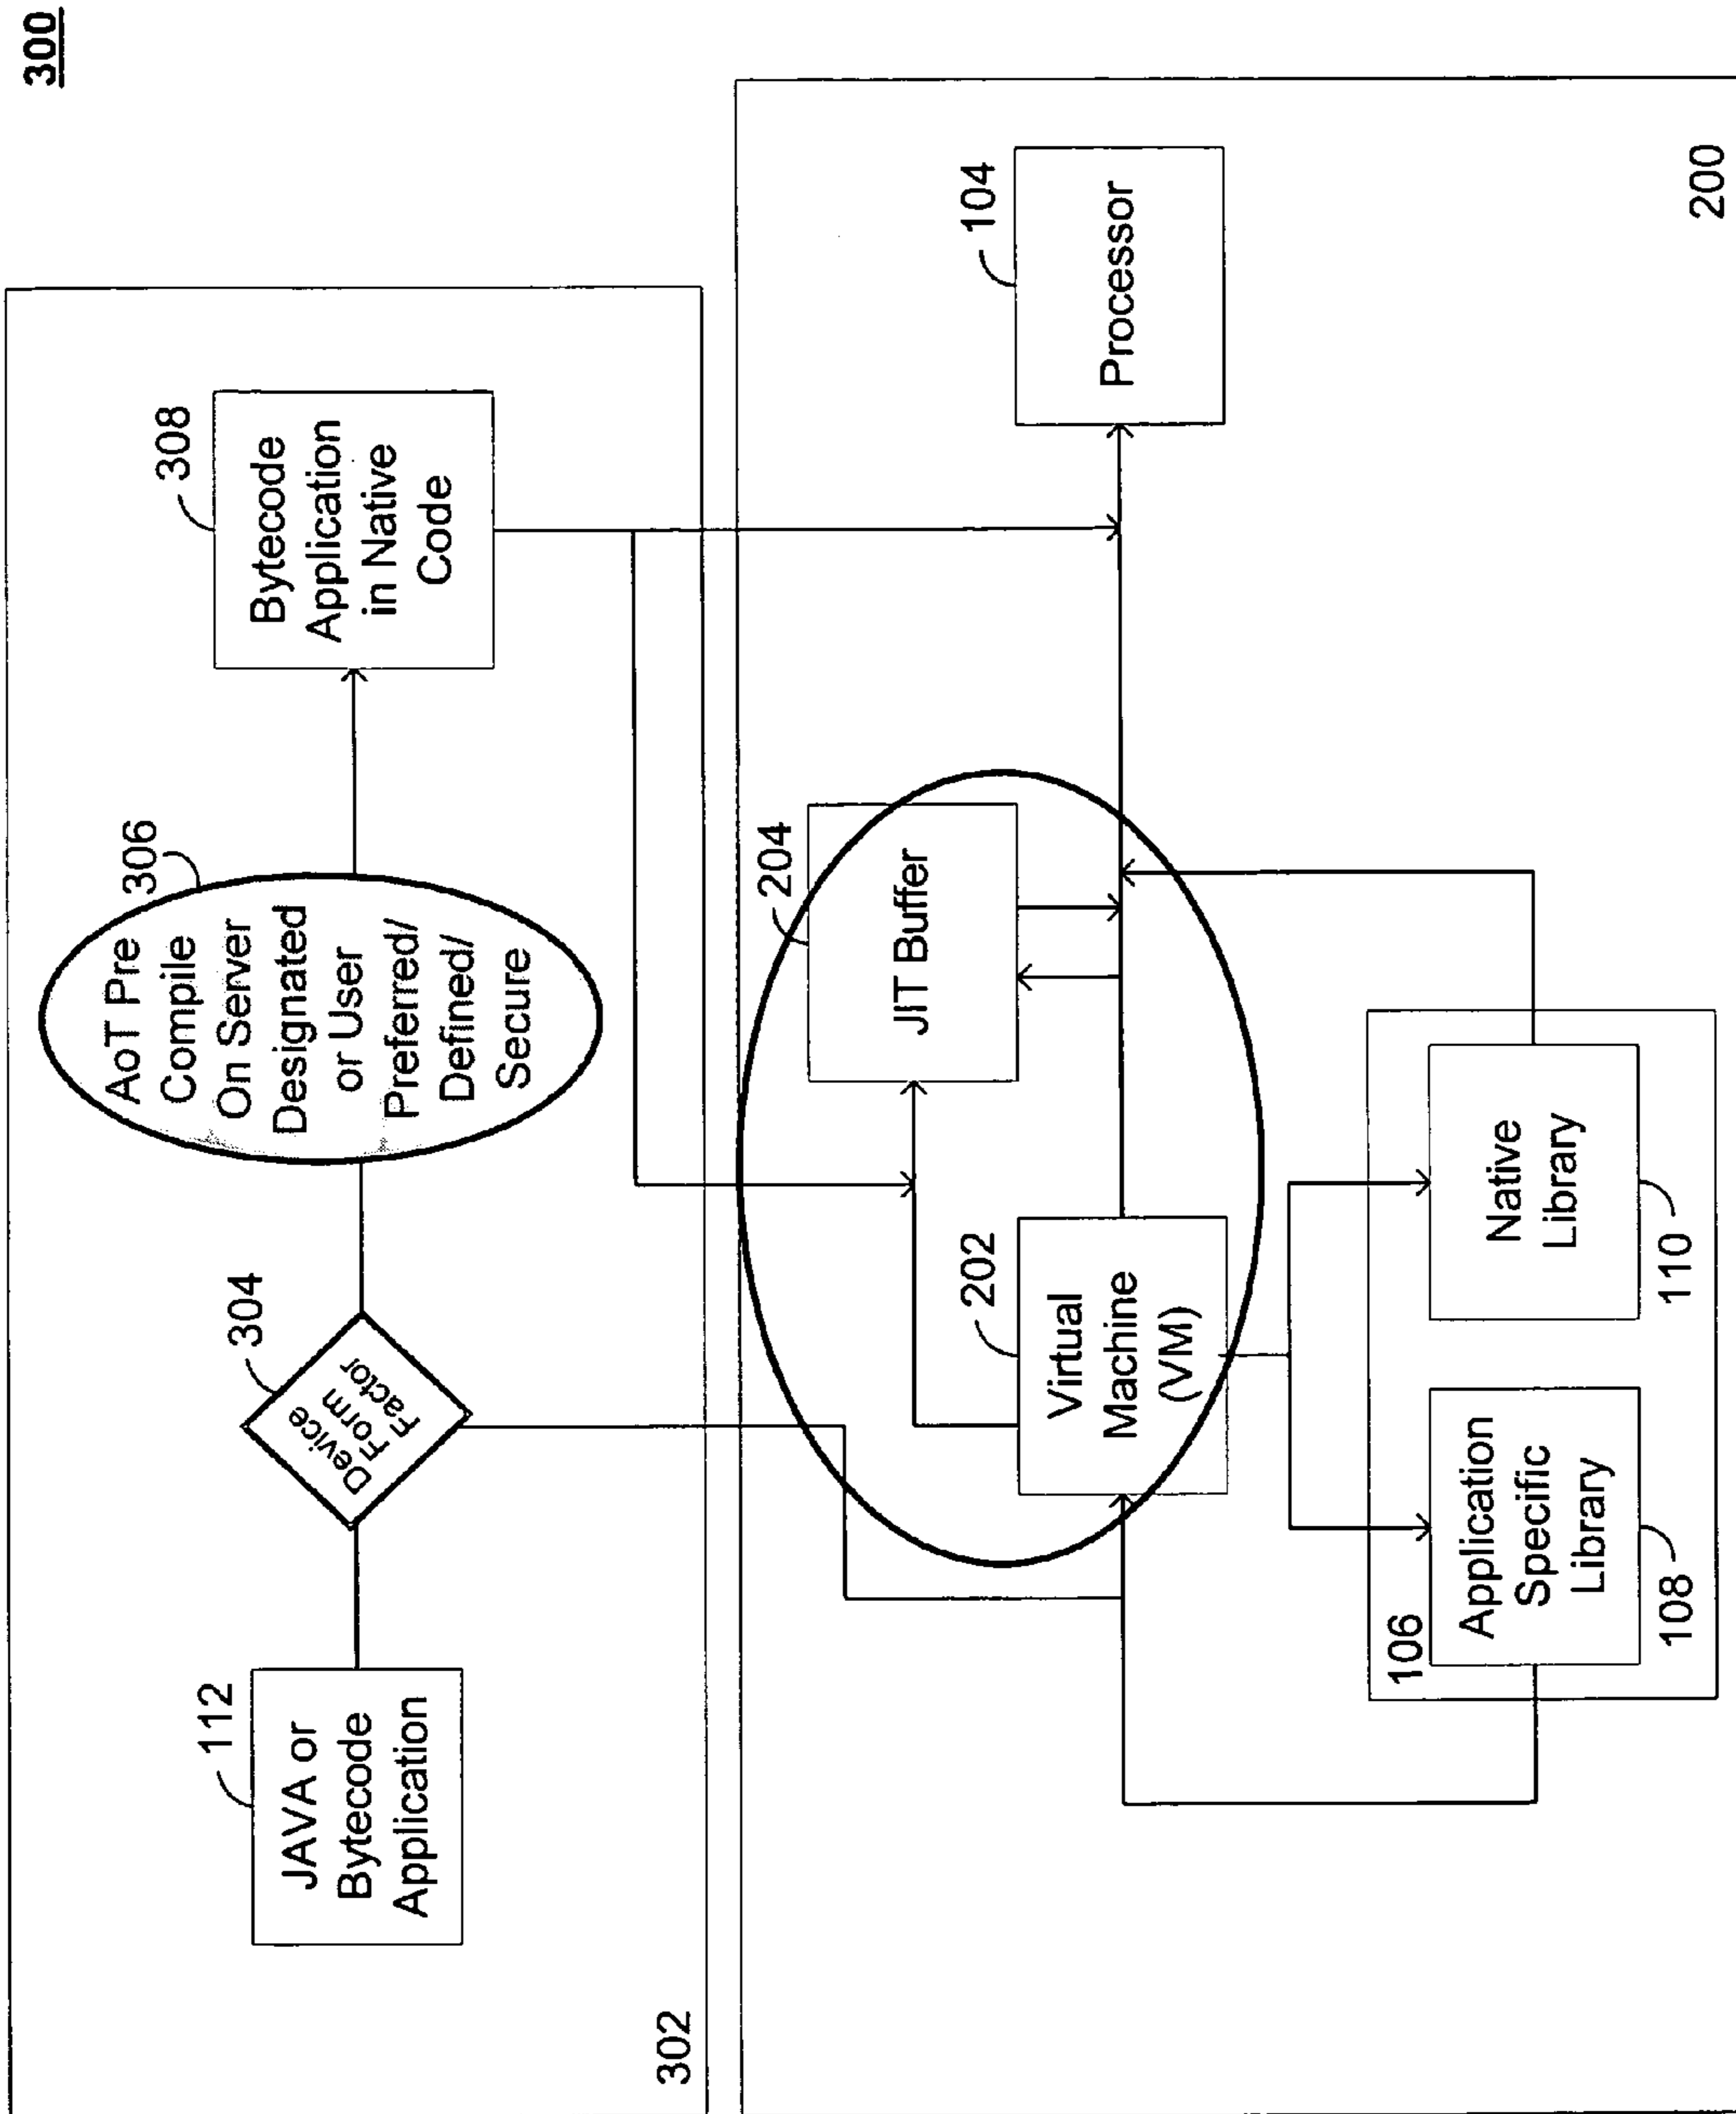 300
112
JAVA or
Bytecode
Application
304
Device
Form
Factor
306
AoT Pre
Compile
On Server
Designated
or User
Preferred/
Defined/
Secure
308
Bytecode
Application
in Native
Code
302
204
JIT Buffer
202
Virtual
Machine
(VM)
104
Processor
106
Application
Specific
Library
108
Native
Library
110
200